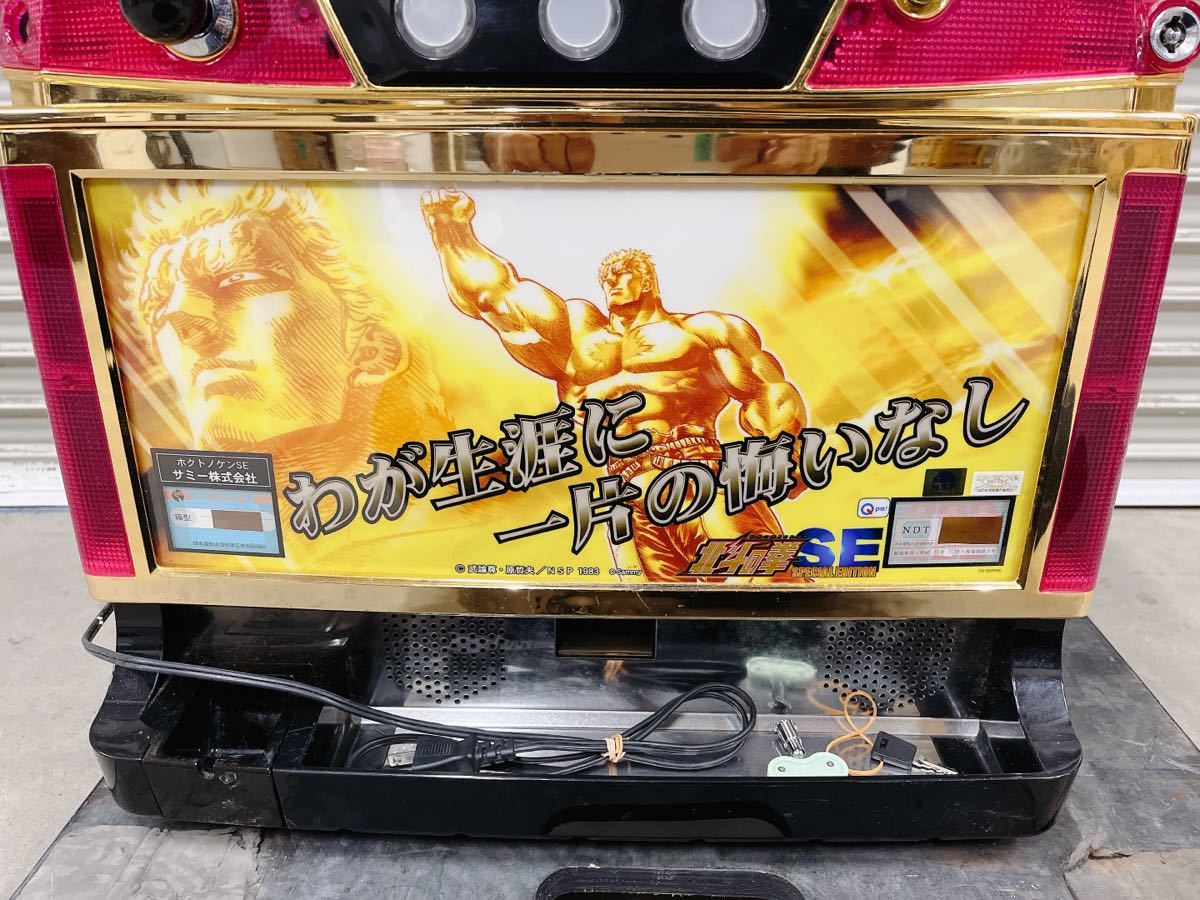 わが生涯に
一片の悔いなし
ホクトノケンSE
サミー株式会社
箱型
NDT
北斗の拳 SE
SPECIAL EDITION
© 武論尊・原哲夫／NSP 1983 ©Sammy